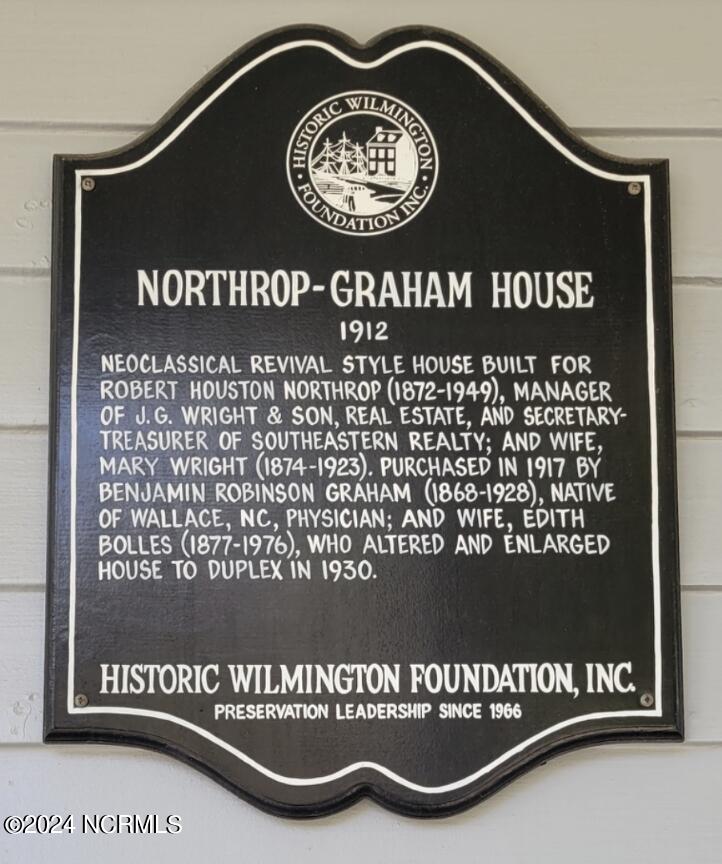 HISTORIC WILMINGTON
FOUNDATION INC.
NORTHROP-GRAHAM HOUSE
1912
NEOCLASSICAL REVIVAL STYLE HOUSE BUILT FOR
ROBERT HOUSTON NORTHROP (1872-1949), MANAGER
OF J.G. WRIGHT & SON, REAL ESTATE, AND SECRETARY-
TREASURER OF SOUTHEASTERN REALTY; AND WIFE,
MARY WRIGHT (1874-1923). PURCHASED IN 1917 BY
BENJAMIN ROBINSON GRAHAM (1868-1928), NATIVE
OF WALLACE, NC, PHYSICIAN; AND WIFE, EDITH
BOLLES (1877-1976), WHO ALTERED AND ENLARGED
HOUSE TO DUPLEX IN 1930.
HISTORIC WILMINGTON FOUNDATION, INC.
PRESERVATION LEADERSHIP SINCE 1966
©2024 NCRMLS